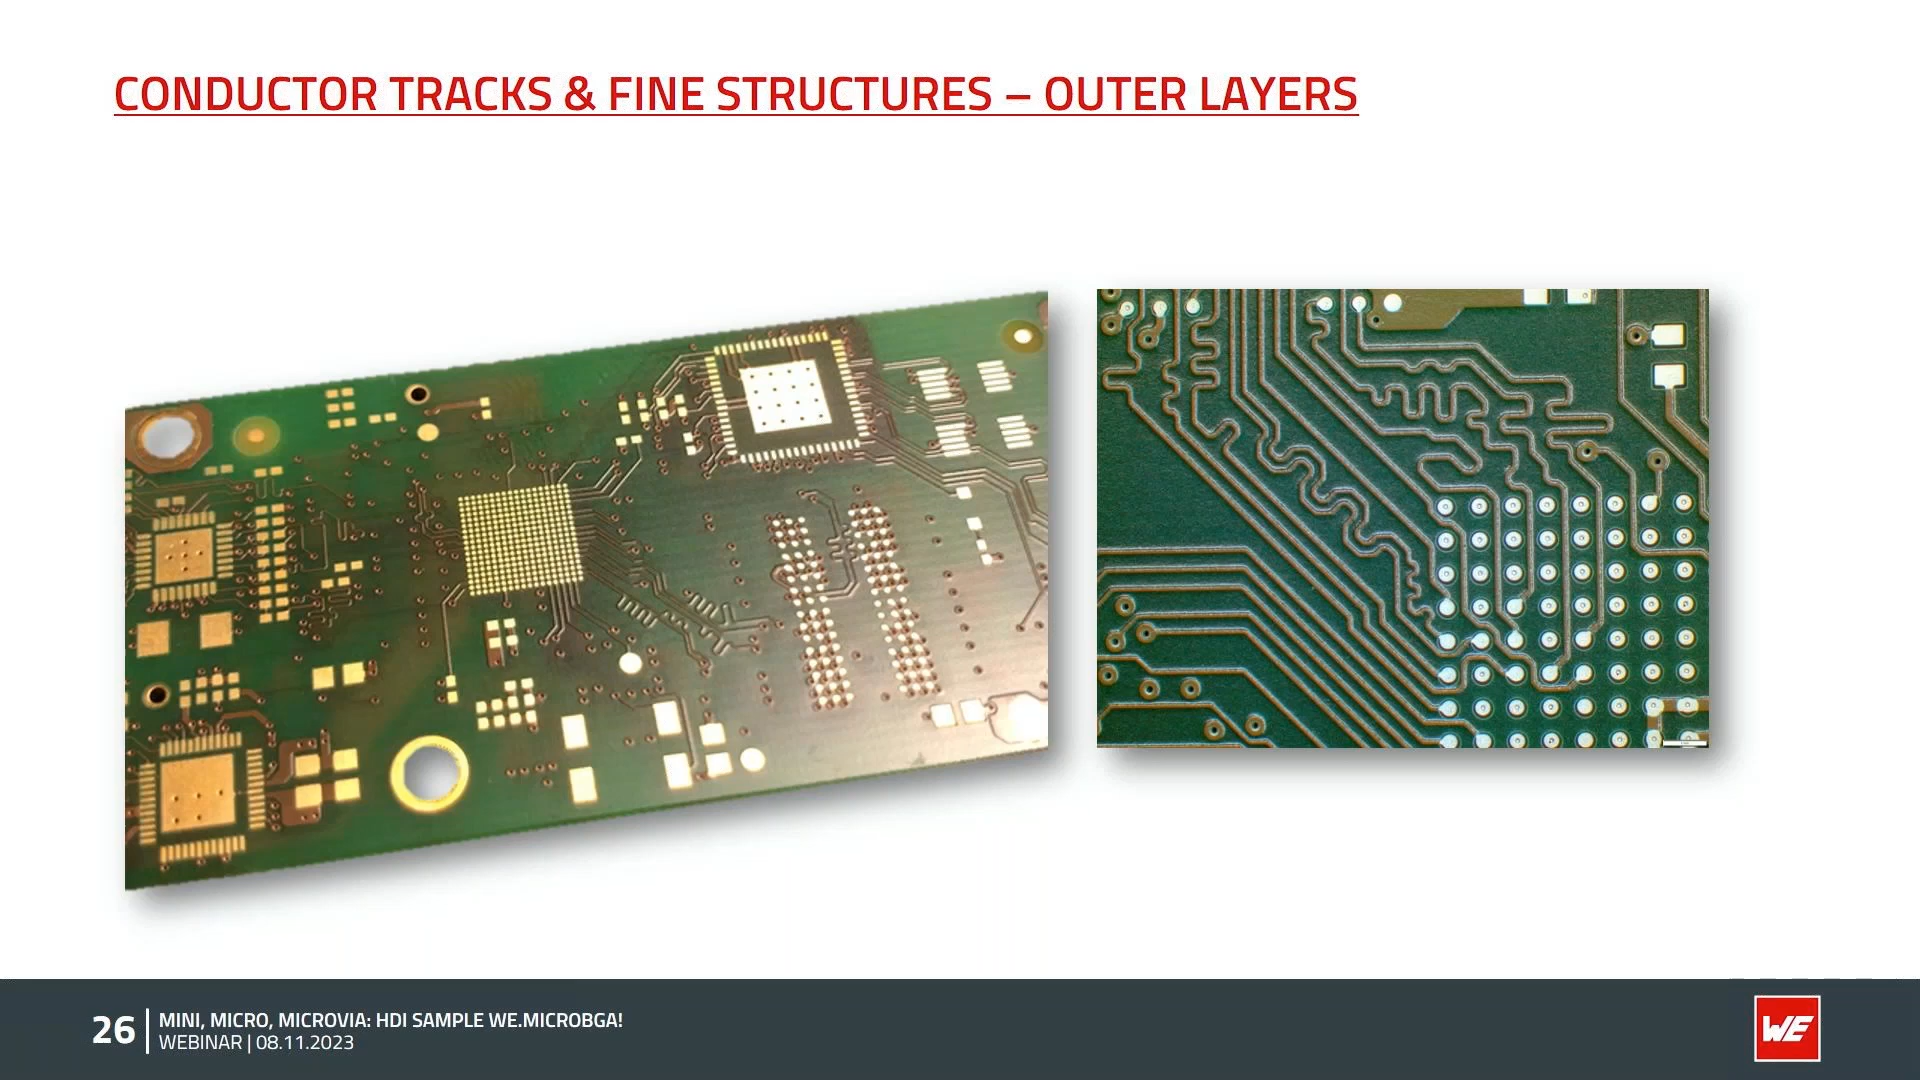 CONDUCTOR TRACKS & FINE STRUCTURES – OUTER LAYERS
26
MINI, MICRO, MICROVIA: HDI SAMPLE WE.MICROBGA!
WEBINAR | 08.11.2023
WE